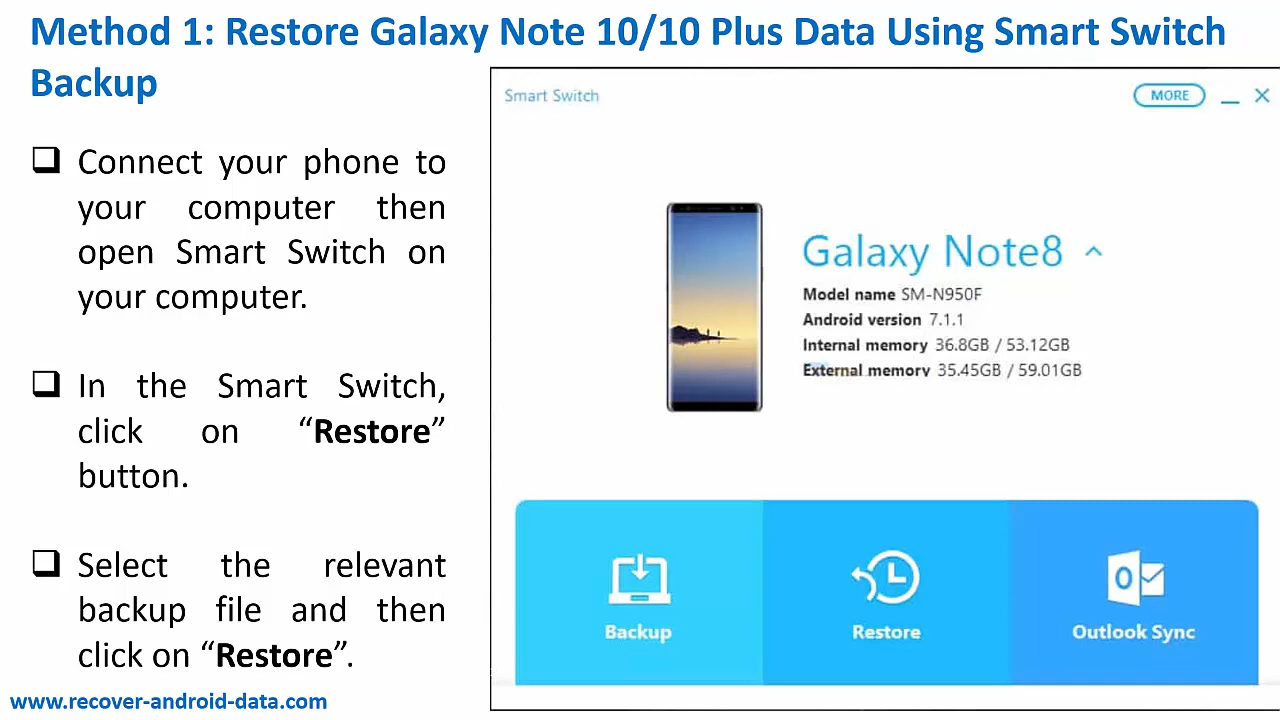 Method 1: Restore Galaxy Note 10/10 Plus Data Using Smart Switch
Backup
Connect your phone to
your computer then
open Smart Switch on
your computer.
In the Smart Switch,
click on “Restore”
button.
Select the relevant
backup file and then
click on “Restore”.
www.recover-android-data.com
Smart Switch
MORE
Galaxy Note8
Model name SM-N950F
Android version 7.1.1
Internal memory 36.8GB / 53.12GB
External memory 35.45GB / 59.01GB
Backup
Restore
Outlook Sync